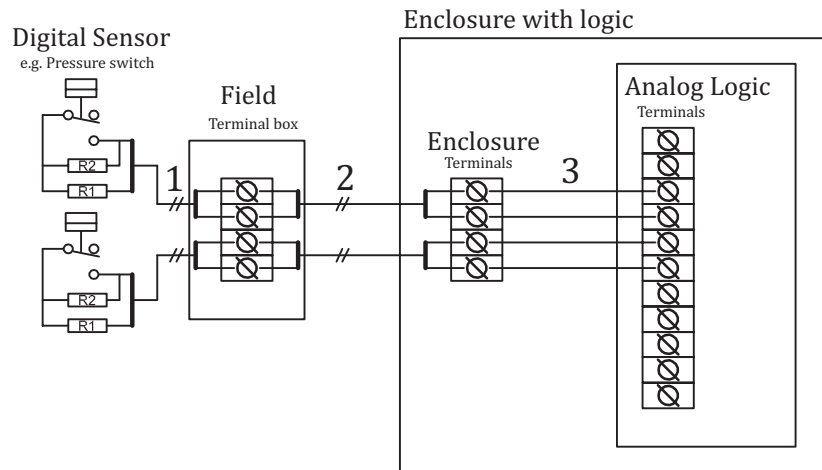 Enclosure with logic
Digital Sensor
e.g. Pressure switch
Field
Terminal box
Analog Logic
Terminals
Enclosure
Terminals
R2
R1
1
2
3
R2
R1